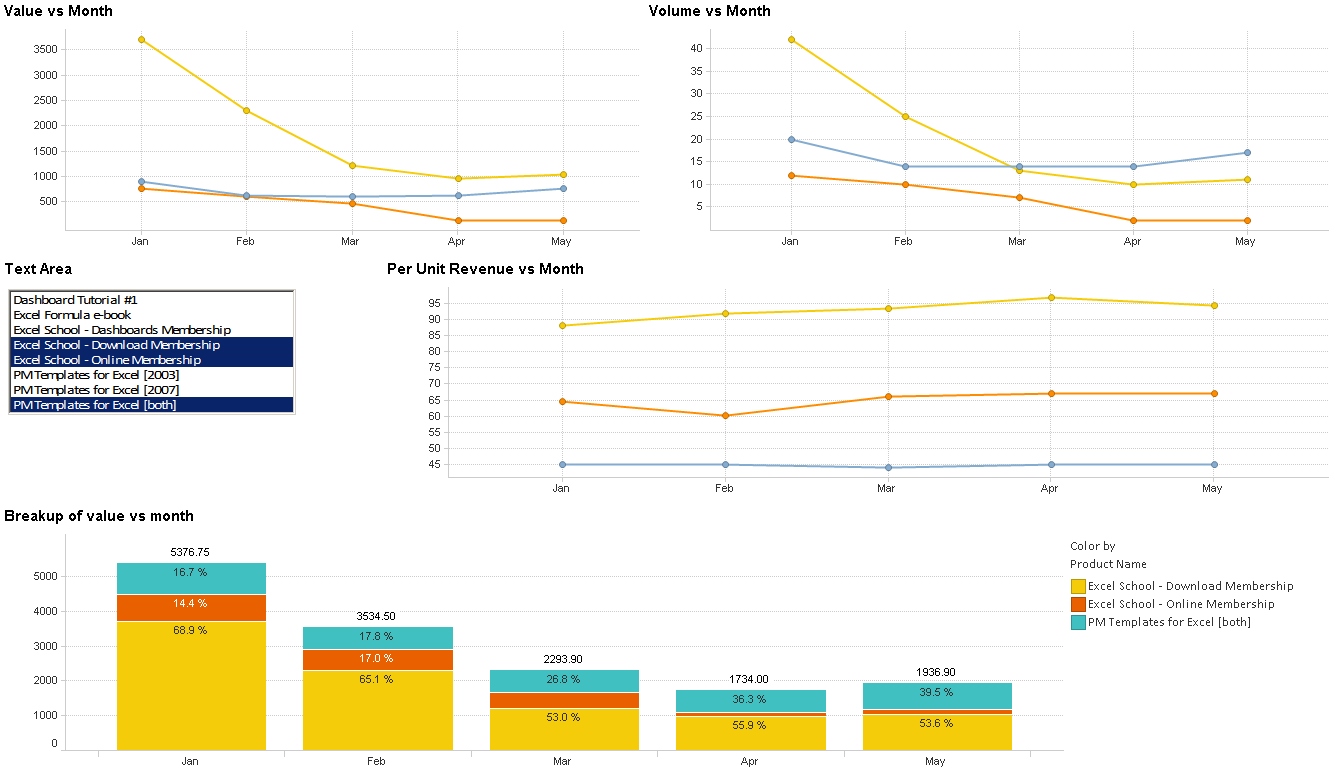 Value vs Month
3500
3000
2500
2000
1500
1000
500
Jan Feb Mar Apr May
Volume vs Month
40
35
30
25
20
15
10
5
Jan Feb Mar Apr May
Text Area
Dashboard Tutorial #1
Excel Formula e-book
Excel School - Dashboards Membership
Excel School - Download Membership
Excel School - Online Membership
PM Templates for Excel [2003]
PM Templates for Excel [2007]
PM Templates for Excel [both]
Per Unit Revenue vs Month
95
90
85
80
75
70
65
60
55
50
45
Jan Feb Mar Apr May
Breakup of value vs month
5000
4000
3000
2000
1000
0
5376.75
16.7 %
14.4 %
68.9 %
3534.50
17.8 %
17.0 %
65.1 %
2293.90
26.8 %
53.0 %
1734.00
36.3 %
55.9 %
1936.90
39.5 %
53.6 %
Jan Feb Mar Apr May
Color by
Product Name
Excel School - Download Membership
Excel School - Online Membership
PM Templates for Excel [both]